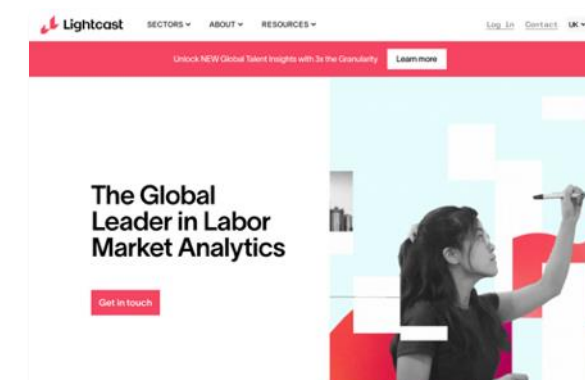 Lightcast
SECTORS ABOUT RESOURCES
Log In Contact UK
Unlock NEW Global Talent Insights with 3x the Granularity Learn more
The Global
Leader in Labor
Market Analytics
Get in touch